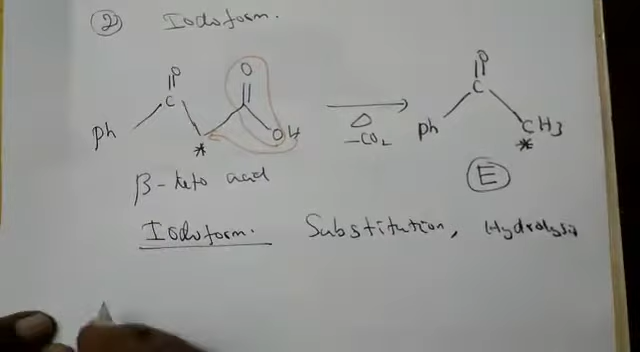 ② Iodoform.
O O O
Ph C OH Δ -CO2 Ph C CH3
* *
β-keto acid E
Iodoform. Substitution, Hydrolysis